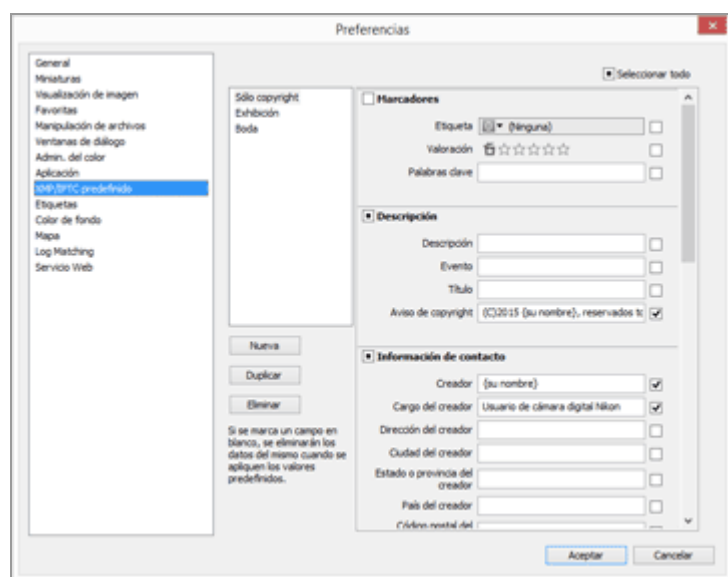 Preferencias
General
Miniaturas
Visualización de imagen
Favoritas
Manipulación de archivos
Ventanas de diálogo
Admin. del color
Aplicación
XMP/IPTC predefinido
Etiquetas
Color de fondo
Mapa
Log Matching
Servicio Web
Sólo copyright
Exhibición
Boda
Nueva
Duplicar
Eliminar
Si se marca un campo en
blanco, se eliminarán los
datos del mismo cuando se
apliquen los valores
predefinidos.
Seleccionar todo
Marcadores
Etiqueta (Ninguna)
Valoración
Palabras clave
Descripción
Descripción
Evento
Título
Aviso de copyright (C)2015 {su nombre}, reservados to
Información de contacto
Creador {su nombre}
Cargo del creador Usuario de cámara digital Nikon
Dirección del creador
Ciudad del creador
Estado o provincia del
creador
País del creador
Código postal del
Aceptar Cancelar